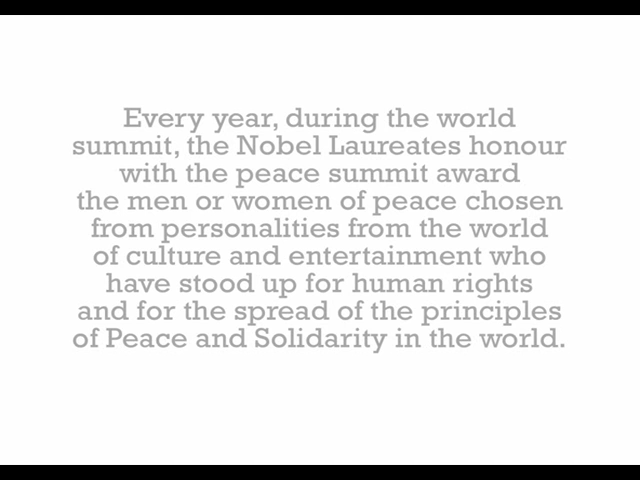 Every year, during the world
summit, the Nobel Laureates honour
with the peace summit award
the men or women of peace chosen
from personalities from the world
of culture and entertainment who
have stood up for human rights
and for the spread of the principles
of Peace and Solidarity in the world.